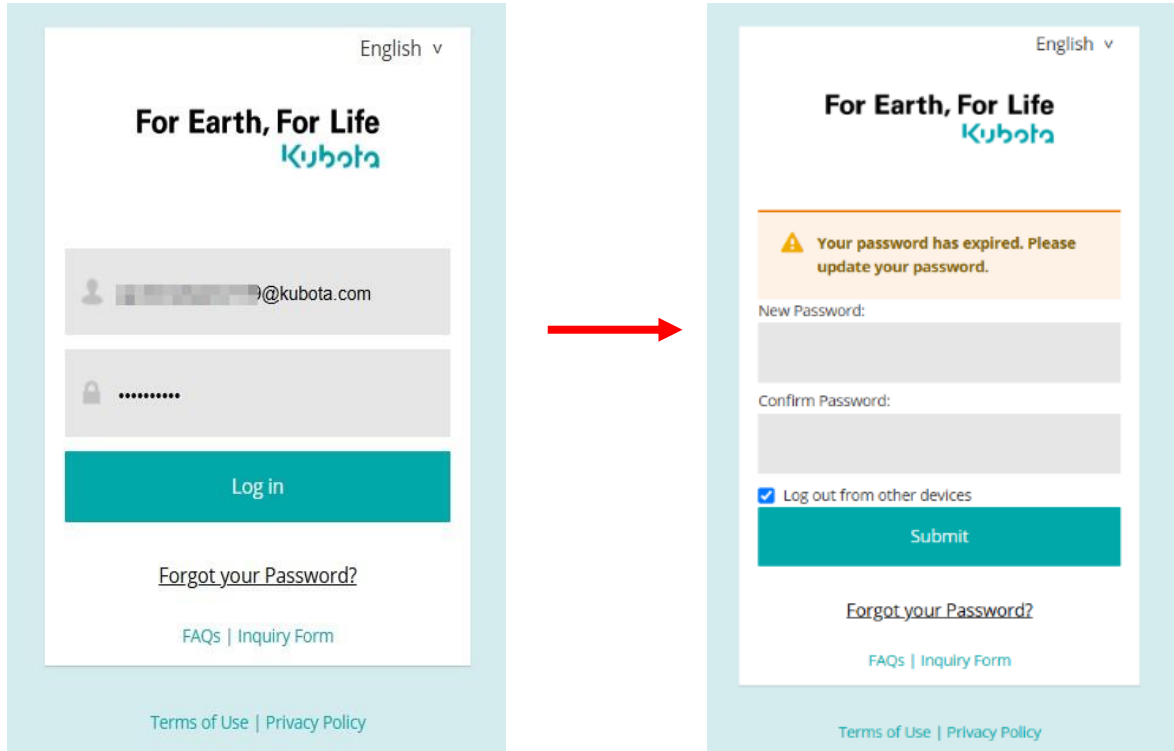 English v
For Earth, For Life
Kubota
9@kubota.com
••••••••••
Log in
Forgot your Password?
FAQs | Inquiry Form
Terms of Use | Privacy Policy
English v
For Earth, For Life
Kubota
Your password has expired. Please
update your password.
New Password:
Confirm Password:
Log out from other devices
Submit
Forgot your Password?
FAQs | Inquiry Form
Terms of Use | Privacy Policy